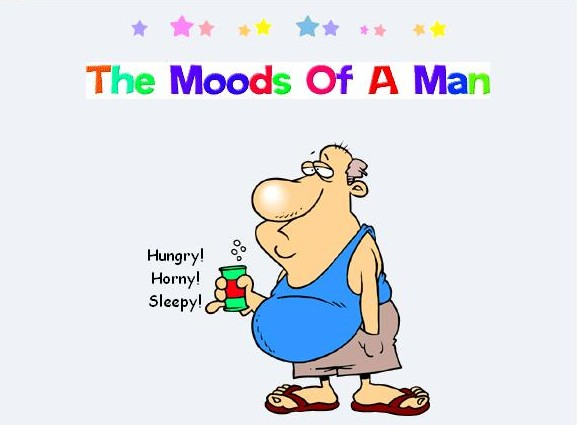 The Moods Of A Man
Hungry!
Horny!
Sleepy!